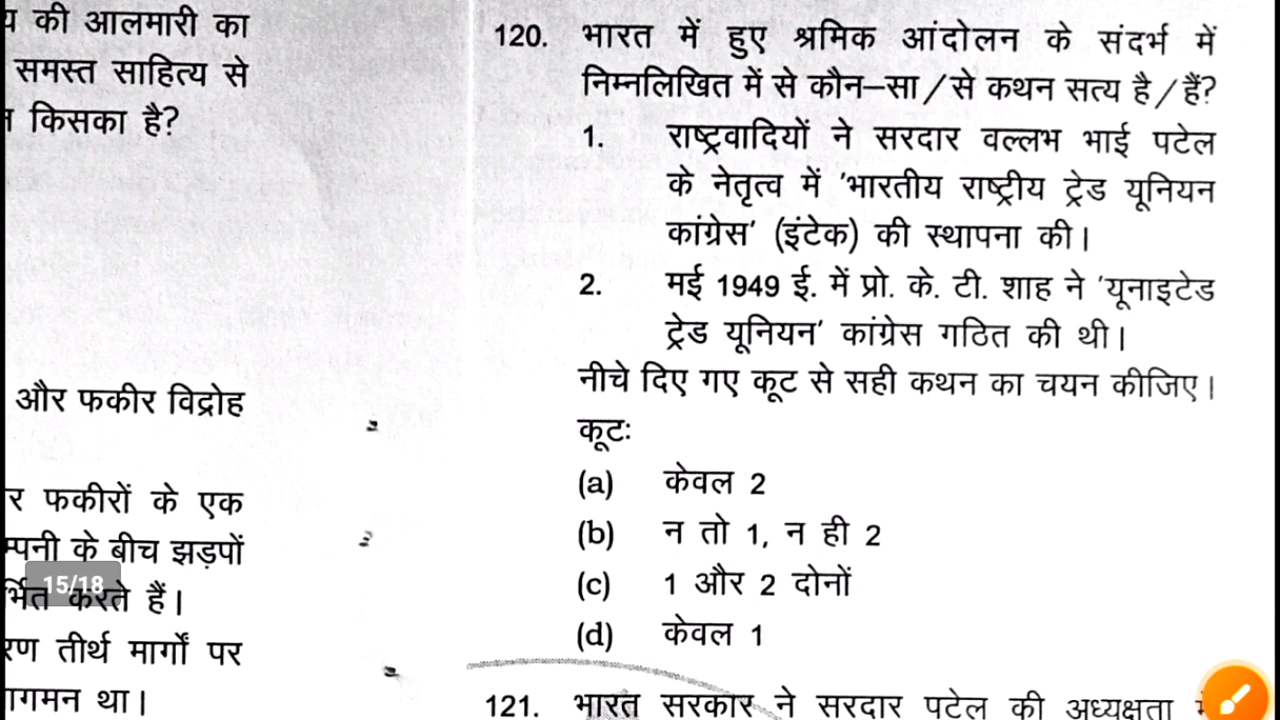 य की आलमारी का
समस्त साहित्य से
किसका है?
और फकीर विद्रोह
र फकीरों के एक
म्पनी के बीच झड़पों
15/18
र्भित करते हैं।
रण तीर्थ मार्गों पर
ागमन था।
120. भारत में हुए श्रमिक आंदोलन के संदर्भ में
निम्नलिखित में से कौन–सा/से कथन सत्य है/हैं?
1. राष्ट्रवादियों ने सरदार वल्लभ भाई पटेल
के नेतृत्व में 'भारतीय राष्ट्रीय ट्रेड यूनियन
कांग्रेस' (इंटेक) की स्थापना की।
2. मई 1949 ई. में प्रो. के. टी. शाह ने 'यूनाइटेड
ट्रेड यूनियन' कांग्रेस गठित की थी।
नीचे दिए गए कूट से सही कथन का चयन कीजिए।
कूटः
(a) केवल 2
(b) न तो 1, न ही 2
(c) 1 और 2 दोनों
(d) केवल 1
121. भारत सरकार ने सरदार पटेल की अध्यक्षता